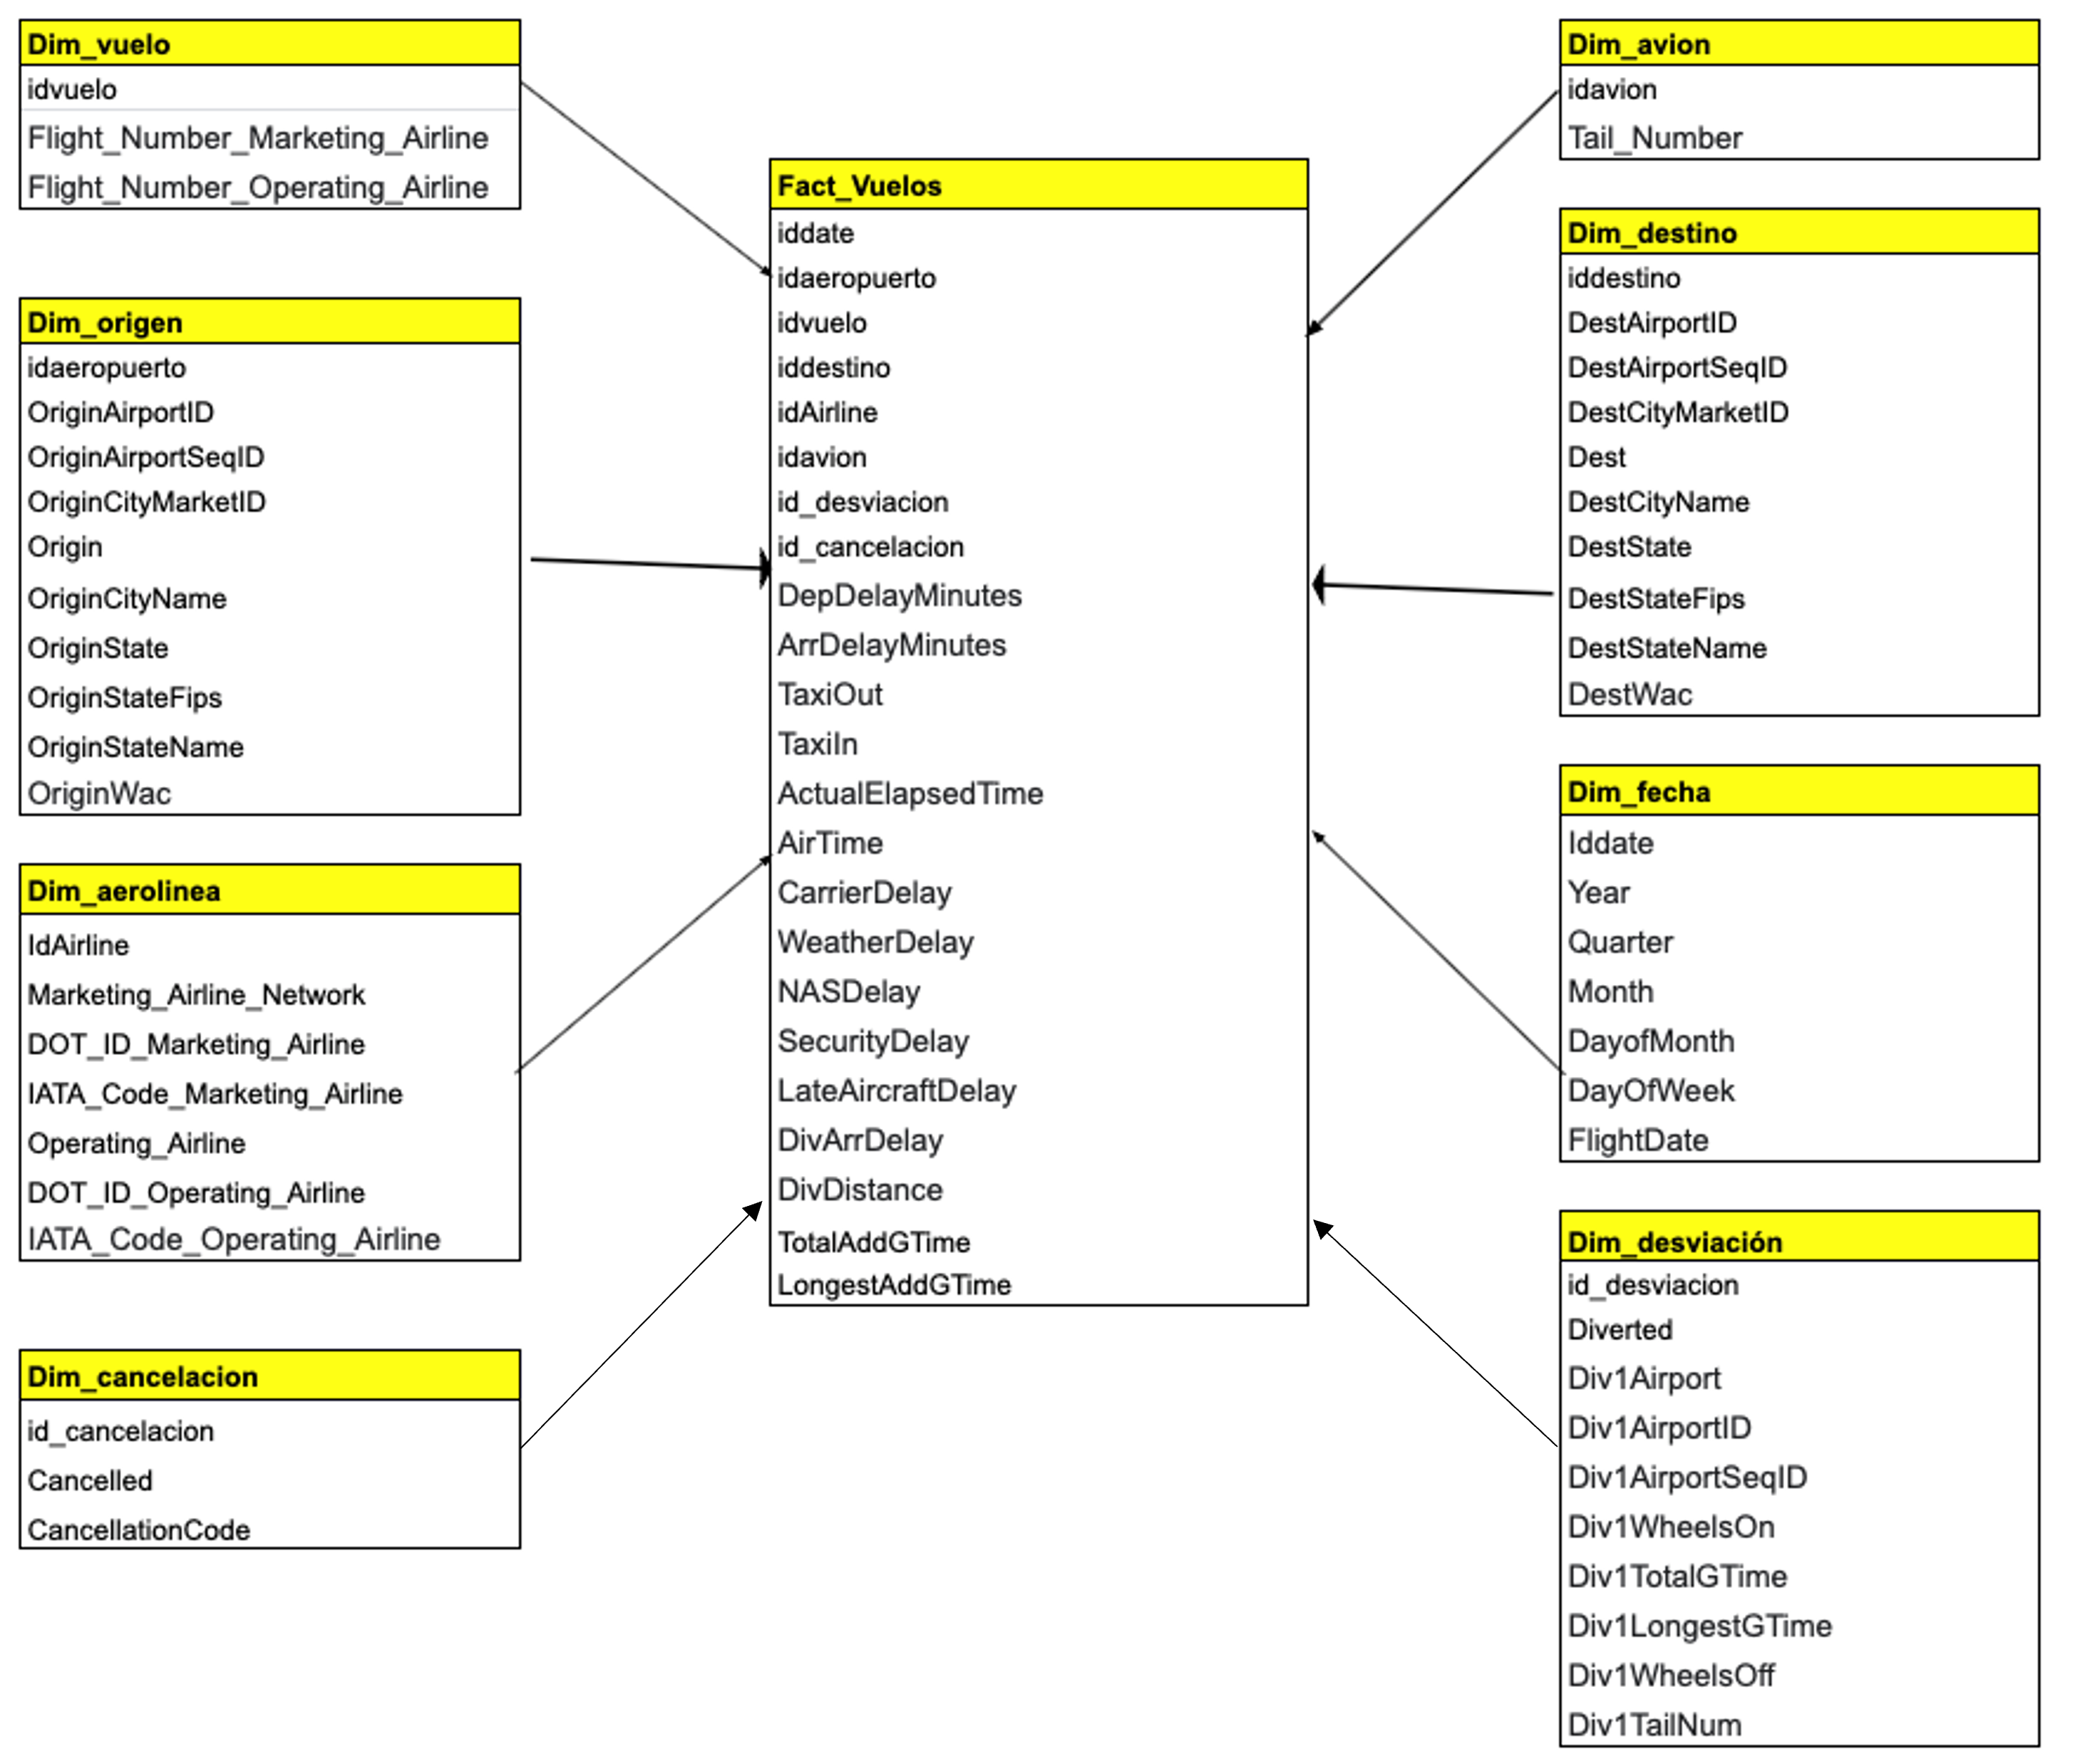 Dim_vuelo
idvuelo
Flight_Number_Marketing_Airline
Flight_Number_Operating_Airline
Dim_origen
idaeropuerto
OriginAirportID
OriginAirportSeqID
OriginCityMarketID
Origin
OriginCityName
OriginState
OriginStateFips
OriginStateName
OriginWac
Dim_aerolinea
IdAirline
Marketing_Airline_Network
DOT_ID_Marketing_Airline
IATA_Code_Marketing_Airline
Operating_Airline
DOT_ID_Operating_Airline
IATA_Code_Operating_Airline
Dim_cancelacion
id_cancelacion
Cancelled
CancellationCode
Fact_Vuelos
iddate
idaeropuerto
idvuelo
iddestino
idAirline
idavion
id_desviacion
id_cancelacion
DepDelayMinutes
ArrDelayMinutes
TaxiOut
TaxiIn
ActualElapsedTime
AirTime
CarrierDelay
WeatherDelay
NASDelay
SecurityDelay
LateAircraftDelay
DivArrDelay
DivDistance
TotalAddGTime
LongestAddGTime
Dim_avion
idavion
Tail_Number
Dim_destino
iddestino
DestAirportID
DestAirportSeqID
DestCityMarketID
Dest
DestCityName
DestState
DestStateFips
DestStateName
DestWac
Dim_fecha
Iddate
Year
Quarter
Month
DayofMonth
DayOfWeek
FlightDate
Dim_desviación
id_desviacion
Diverted
Div1Airport
Div1AirportID
Div1AirportSeqID
Div1WheelsOn
Div1TotalGTime
Div1LongestGTime
Div1WheelsOff
Div1TailNum